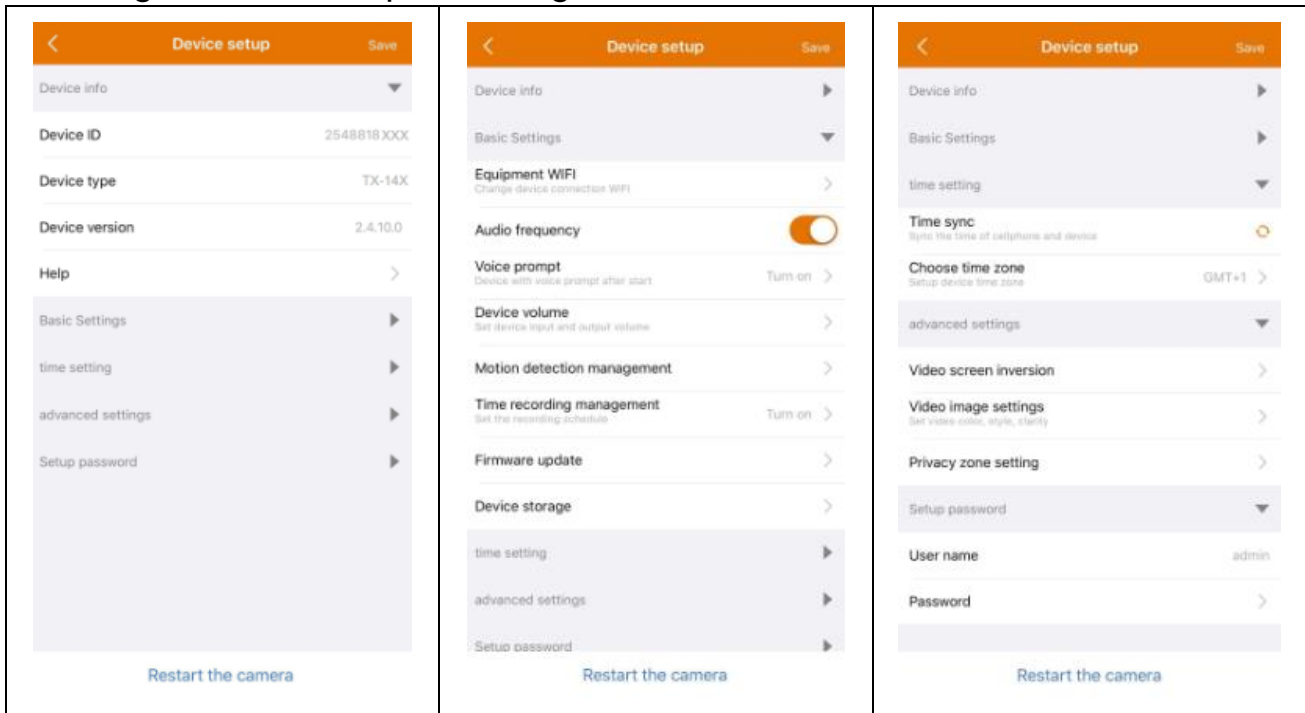 Device setup Save
Device info
Device ID 2548818XXX
Device type TX-14X
Device version 2.4.10.0
Help
Basic Settings
time setting
advanced settings
Setup password
Restart the camera
Device setup Save
Device info
Basic Settings
Equipment WIFI
Change device connection WIFI
Audio frequency
Voice prompt
Device with voice prompt after start
Turn on
Device volume
Set device input and output volume
Motion detection management
Time recording management
Set the recording schedule
Turn on
Firmware update
Device storage
time setting
advanced settings
Setup password
Restart the camera
Device setup Save
Device info
Basic Settings
time setting
Time sync
Sync the time of cellphone and device
Choose time zone
Setup device time zone
GMT+1
advanced settings
Video screen inversion
Video image settings
Set video color, style, clarity
Privacy zone setting
Setup password
User name admin
Password
Restart the camera